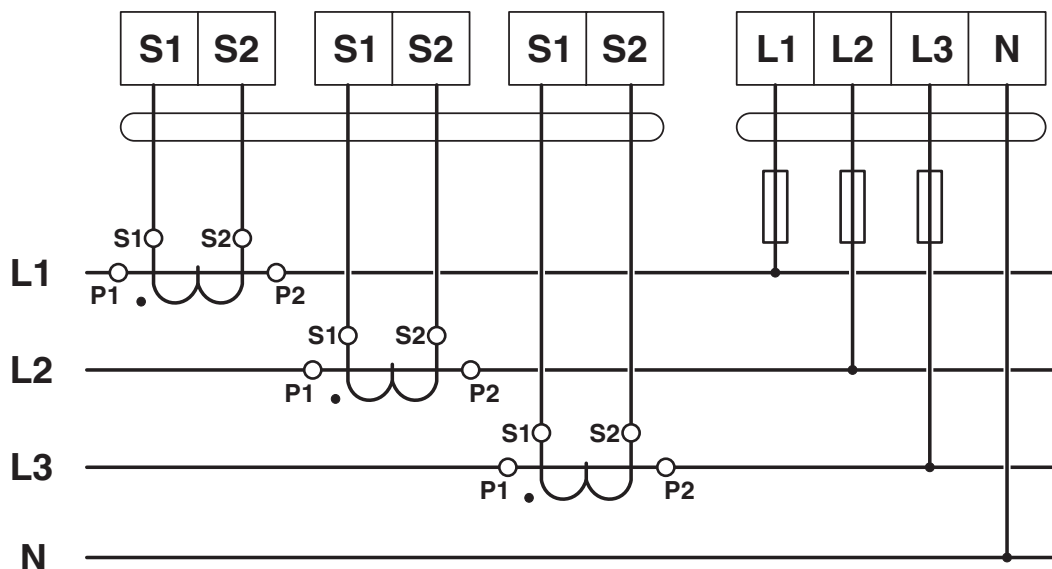 S1 S2 S1 S2 S1 S2 L1 L2 L3 N
S1 S2
L1
P1 P2
S1 S2
L2
P1 P2
S1 S2
L3
P1 P2
N